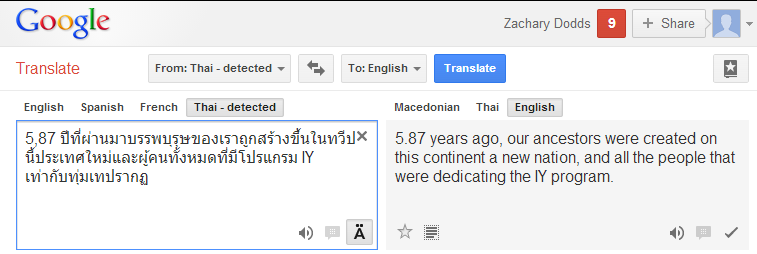 Google
Zachary Dodds 9 + Share
Translate From: Thai - detected To: English Translate
English Spanish French Thai - detected
Macedonian Thai English
5,87 ปีที่ผ่านมาบรรพบุรุษของเราถูกสร้างขึ้นในทวีป
นี้ประเทศใหม่และผู้คนทั้งหมดที่มีโปรแกรม IY
เท่ากับทุ่มเทปรากฏ
5.87 years ago, our ancestors were created on
this continent a new nation, and all the people that
were dedicating the IY program.
Ä